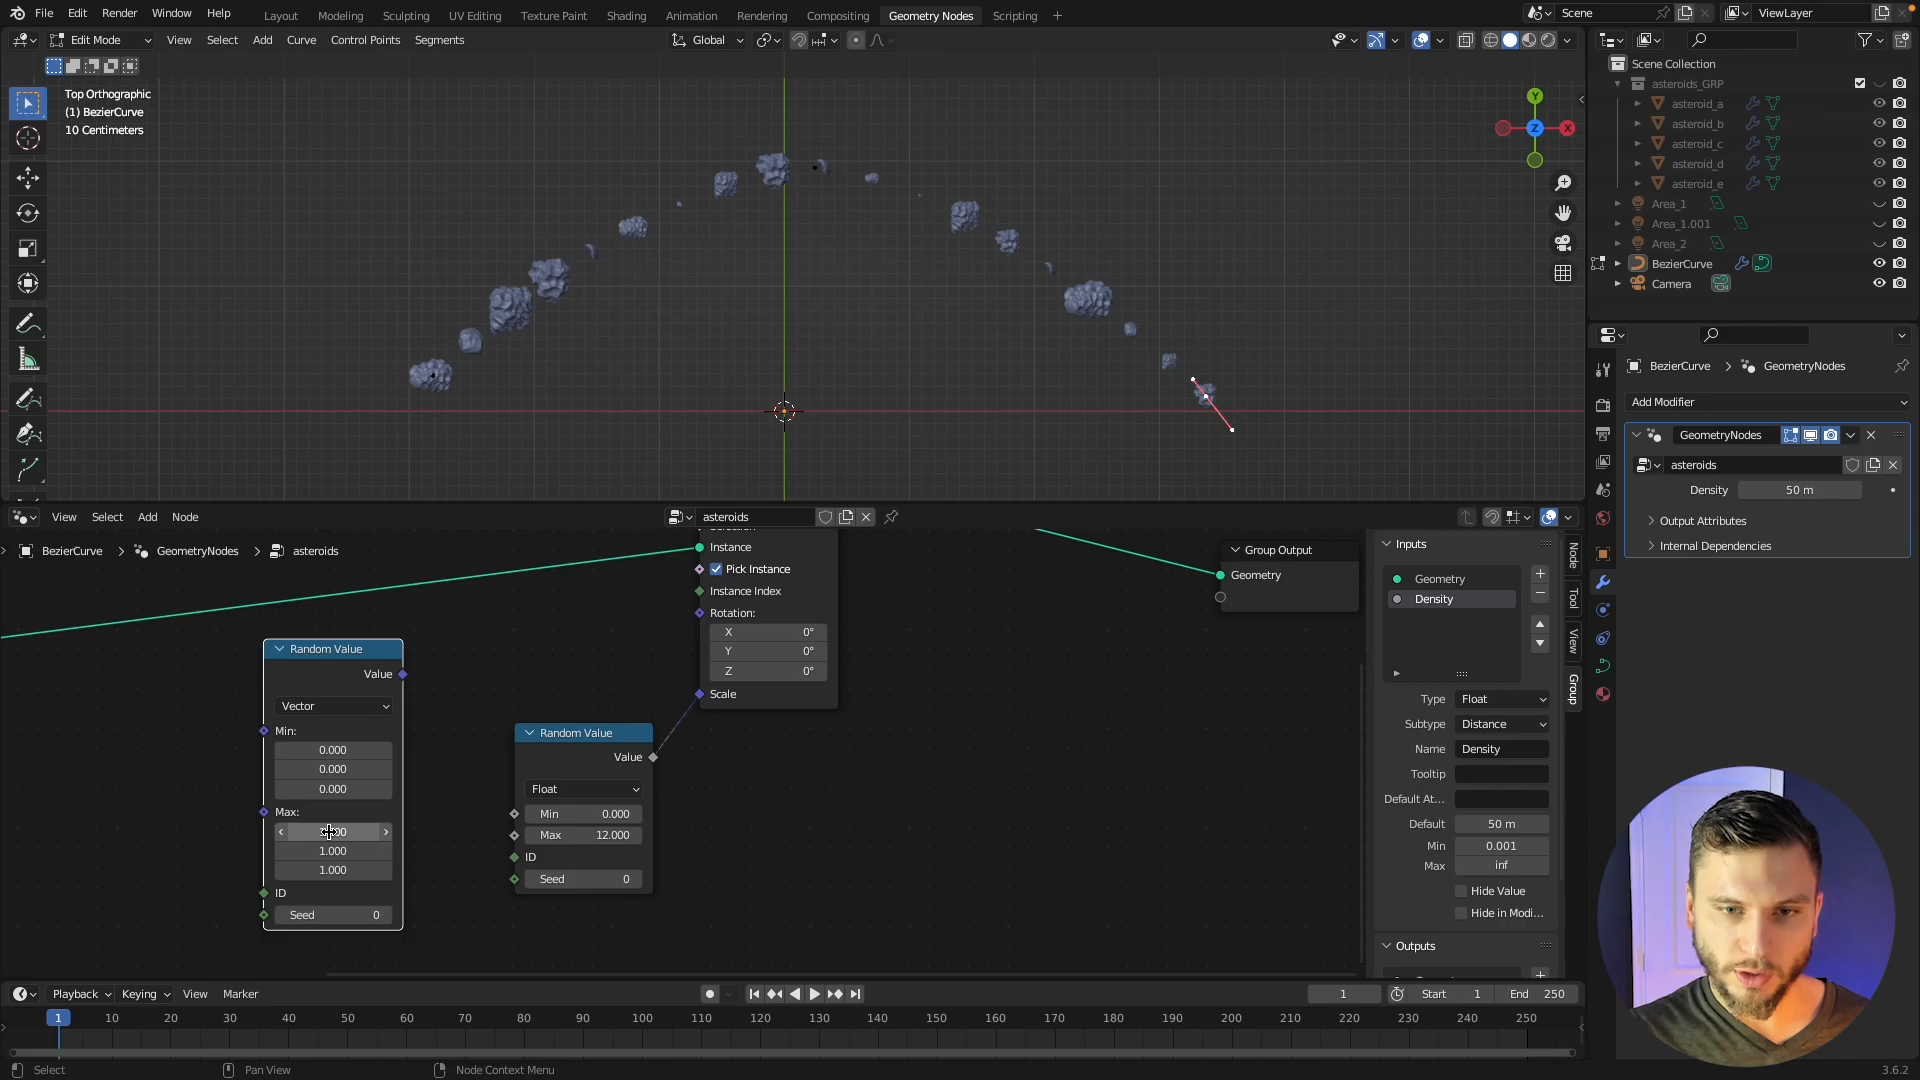 File Edit Render Window Help
Layout Modeling Sculpting UV Editing Texture Paint Shading Animation Rendering Compositing Geometry Nodes Scripting +
Scene
ViewLayer
Edit Mode View Select Add Curve Control Points Segments
Global
Top Orthographic
(1) BezierCurve
10 Centimeters
Y
Z
X
Scene Collection
asteroids_GRP
asteroid_a
asteroid_b
asteroid_c
asteroid_d
asteroid_e
Area_1
Area_1.001
Area_2
BezierCurve
Camera
BezierCurve > GeometryNodes
Add Modifier
GeometryNodes
asteroids
Density 50 m
Output Attributes
Internal Dependencies
View Select Add Node
asteroids
BezierCurve > GeometryNodes > asteroids
Instance
Pick Instance
Instance Index
Rotation:
X 0°
Y 0°
Z 0°
Scale
Group Output
Geometry
Random Value
Value
Vector
Min:
0.000
0.000
0.000
Max:
1.000
1.000
ID
Seed 0
Random Value
Value
Float
Min 0.000
Max 12.000
ID
Seed 0
Inputs
Geometry
Density
Type Float
Subtype Distance
Name Density
Tooltip
Default At...
Default 50 m
Min 0.001
Max inf
Hide Value
Hide in Modi...
Outputs
Node
Tool
View
Group
Playback Keying View Marker
1
Start 1
End 250
1 10 20 30 40 50 60 70 80 90 100 110 120 130 140 150 160 170 180 190 200 210 220 230 240 250
Select
Pan View
Node Context Menu
3.6.2